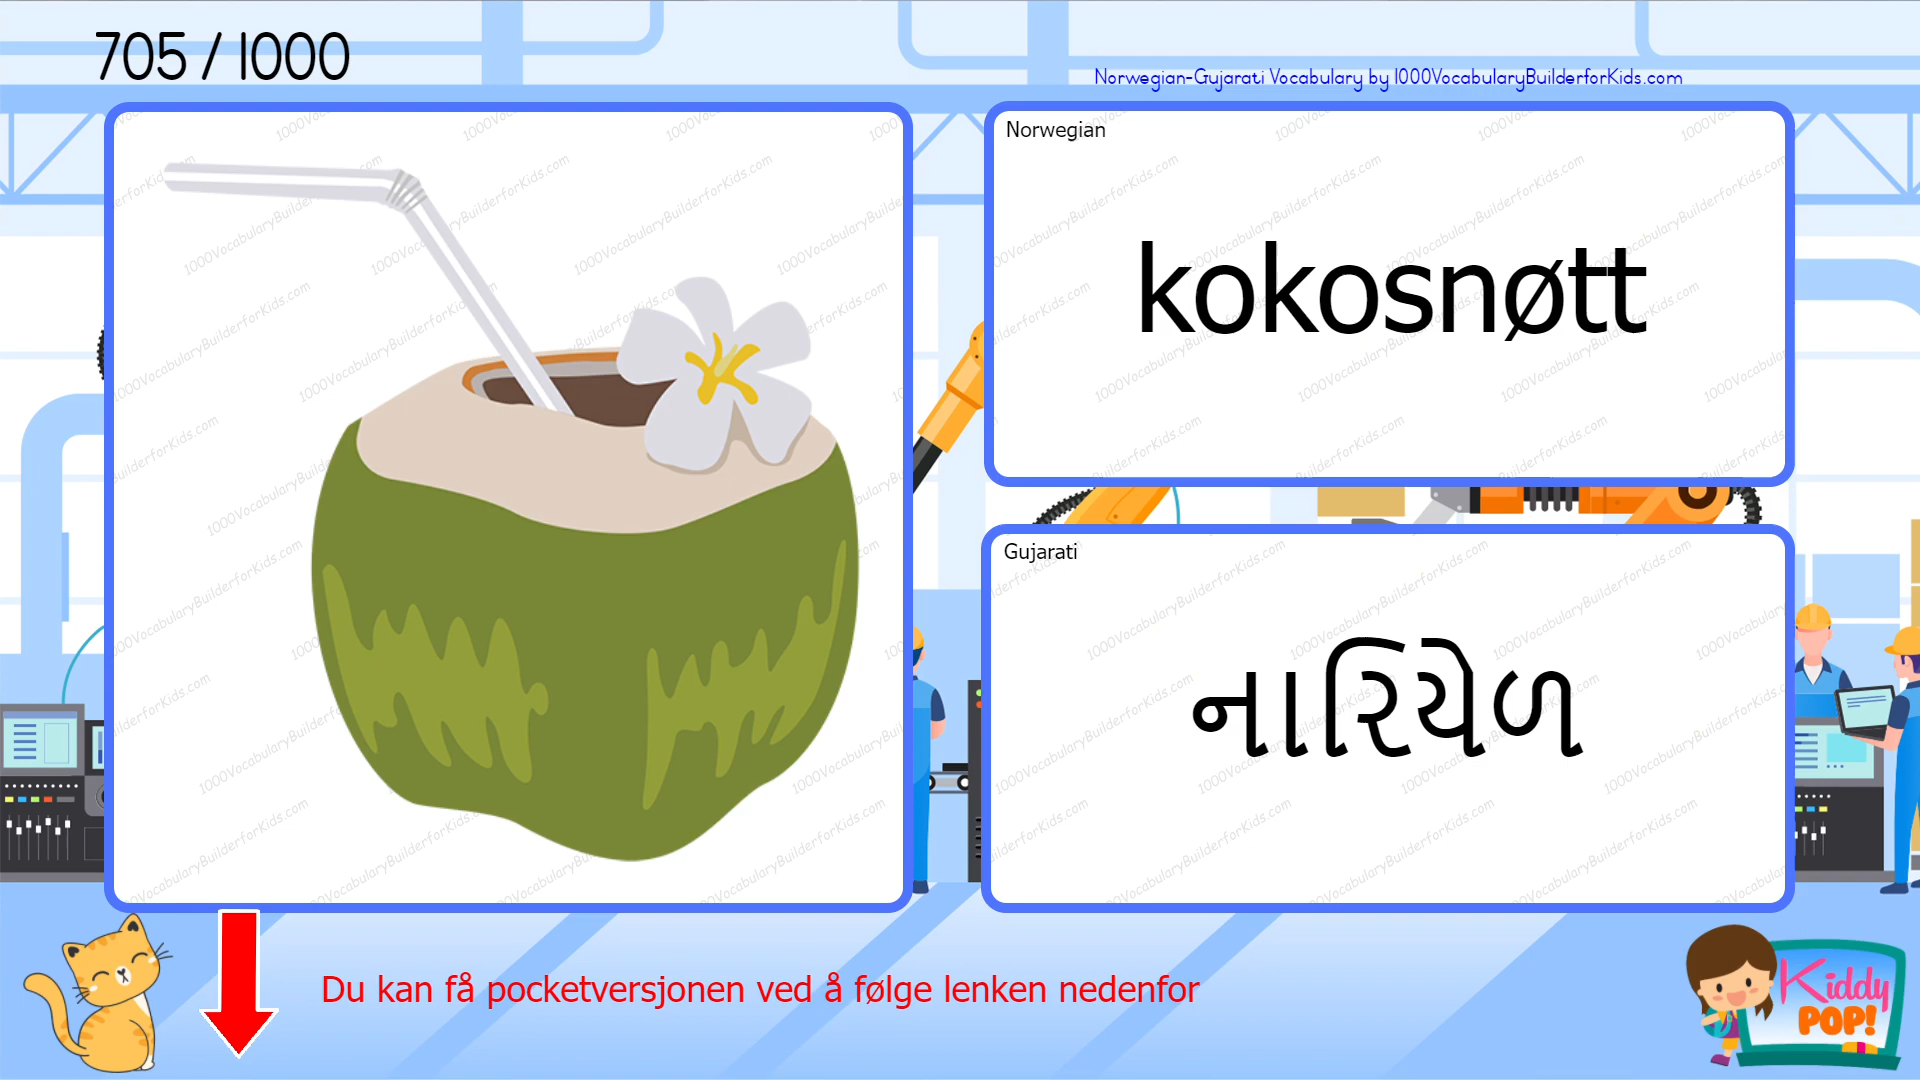 705 / 1000
Norwegian-Gujarati Vocabulary by 1000VocabularyBuilderforKids.com
Norwegian
kokosnøtt
Gujarati
નારિયેળ
Du kan få pocketversjonen ved å følge lenken nedenfor
Kiddy
POP!